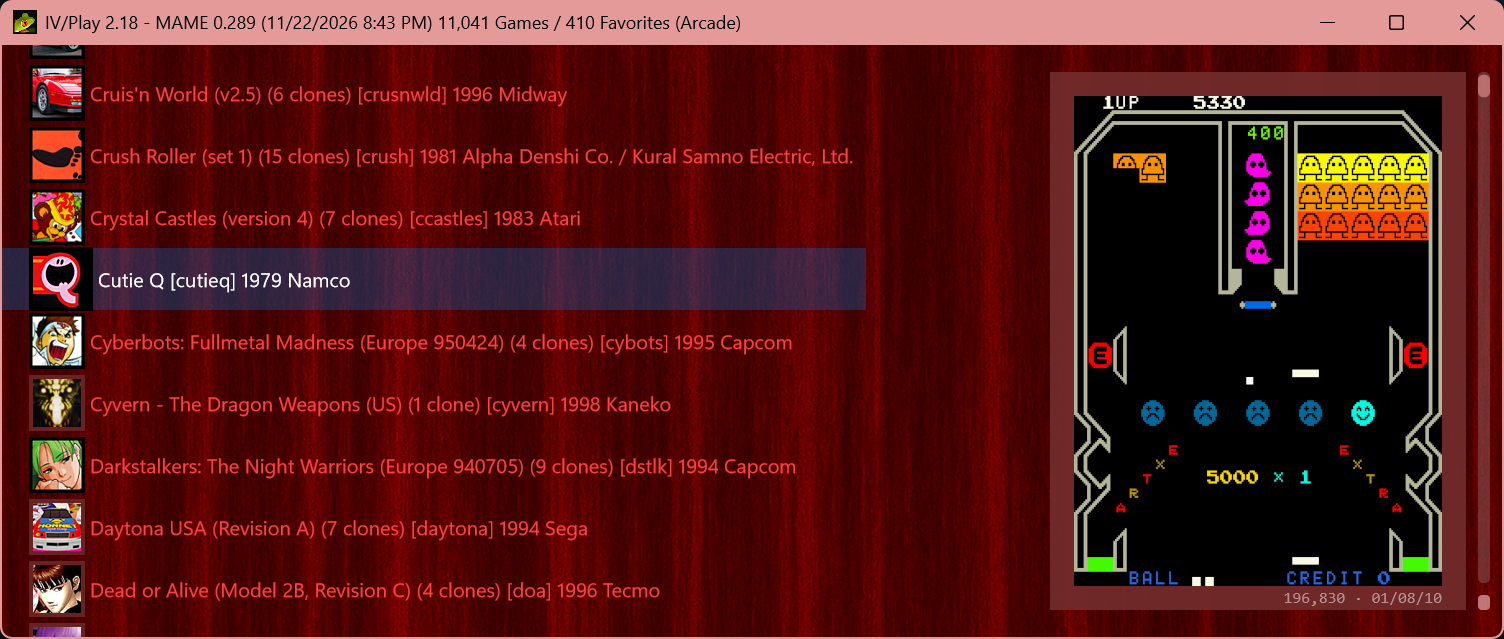 IV/Play 2.18 - MAME 0.289 (11/22/2026 8:43 PM) 11,041 Games / 410 Favorites (Arcade)
Cruis'n World (v2.5) (6 clones) [crusnwld] 1996 Midway
Crush Roller (set 1) (15 clones) [crush] 1981 Alpha Denshi Co. / Kural Samno Electric, Ltd.
Crystal Castles (version 4) (7 clones) [ccastles] 1983 Atari
Cutie Q [cutieq] 1979 Namco
Cyberbots: Fullmetal Madness (Europe 950424) (4 clones) [cybots] 1995 Capcom
Cyvern - The Dragon Weapons (US) (1 clone) [cyvern] 1998 Kaneko
Darkstalkers: The Night Warriors (Europe 940705) (9 clones) [dstlk] 1994 Capcom
Daytona USA (Revision A) (7 clones) [daytona] 1994 Sega
Dead or Alive (Model 2B, Revision C) (4 clones) [doa] 1996 Tecmo
1UP 5330
400
E E
EXTRA EXTRA
5000 x 1
BALL CREDIT 0
196,830 · 01/08/10